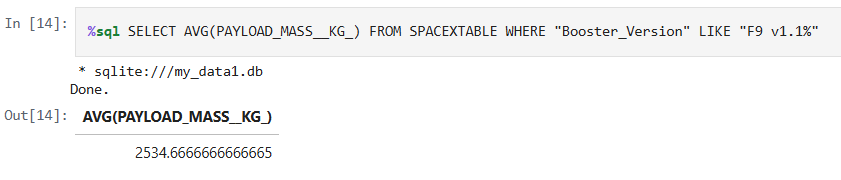 In [14]: %sql SELECT AVG(PAYLOAD_MASS__KG_) FROM SPACEXTABLE WHERE "Booster_Version" LIKE "F9 v1.1%"
* sqlite:///my_data1.db
Done.
Out[14]: AVG(PAYLOAD_MASS__KG_)
2534.6666666666665